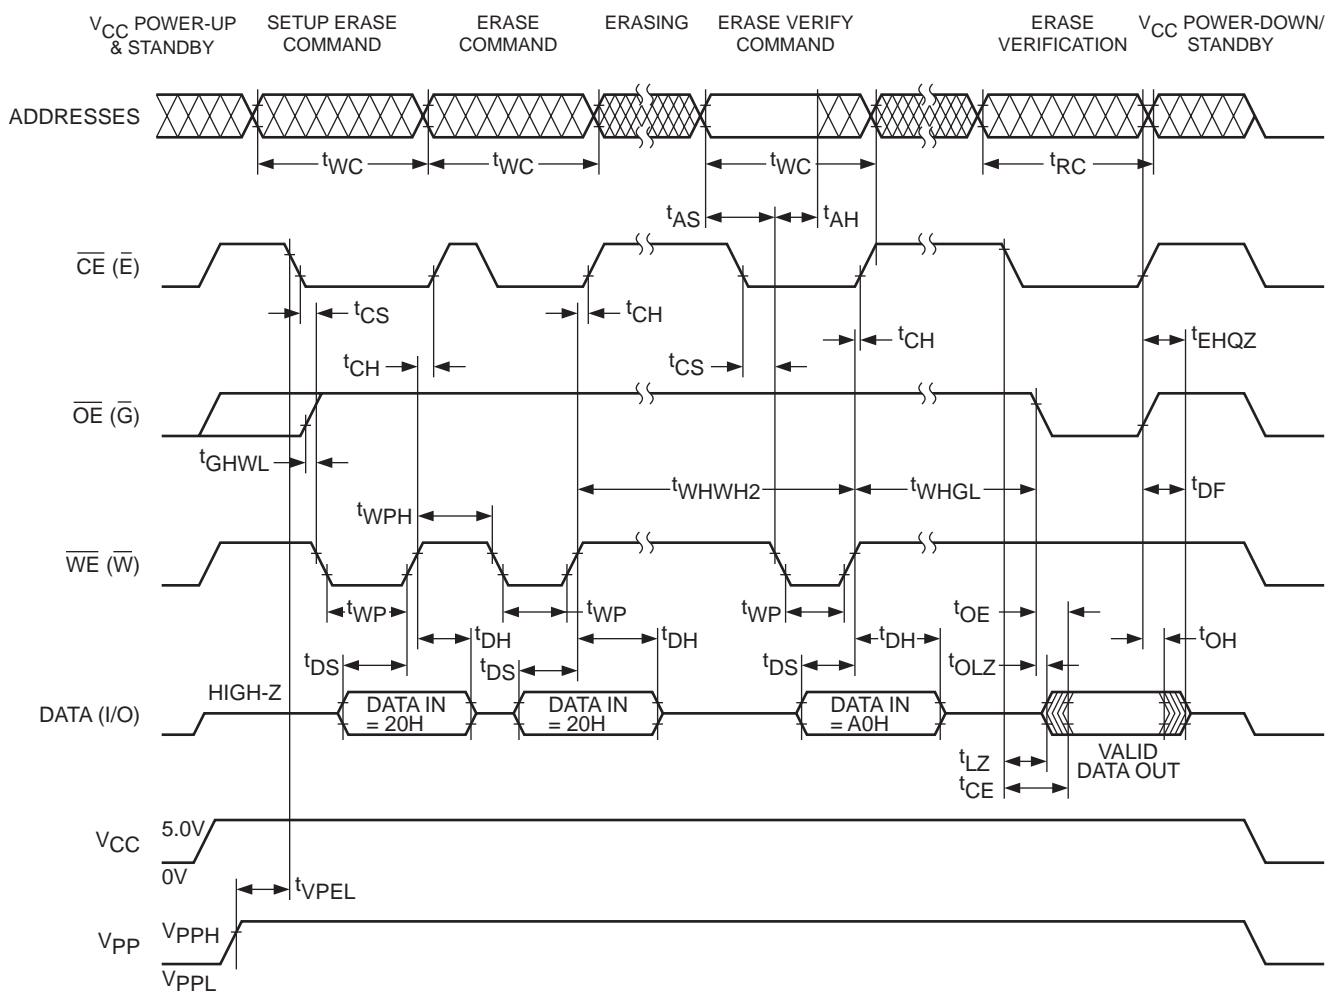 VCC POWER-UP
& STANDBY
SETUP ERASE
COMMAND
ERASE
COMMAND
ERASING
ERASE VERIFY
COMMAND
ERASE
VERIFICATION
VCC POWER-DOWN/
STANDBY
ADDRESSES
tWC
tWC
tWC
tRC
tAS
tAH
CE (E)
tCS
tCH
tCH
tCS
tCH
tEHQZ
OE (G)
tGHWL
tWHWH2
tWHGL
tDF
tWPH
WE (W)
tWP
tWP
tWP
tOE
tDH
tDH
tDH
tOH
tDS
tDS
tDS
tOLZ
HIGH-Z
DATA (I/O)
DATA IN
= 20H
DATA IN
= 20H
DATA IN
= A0H
VALID
DATA OUT
tLZ
tCE
VCC
5.0V
0V
tVPEL
VPP
VPPH
VPPL